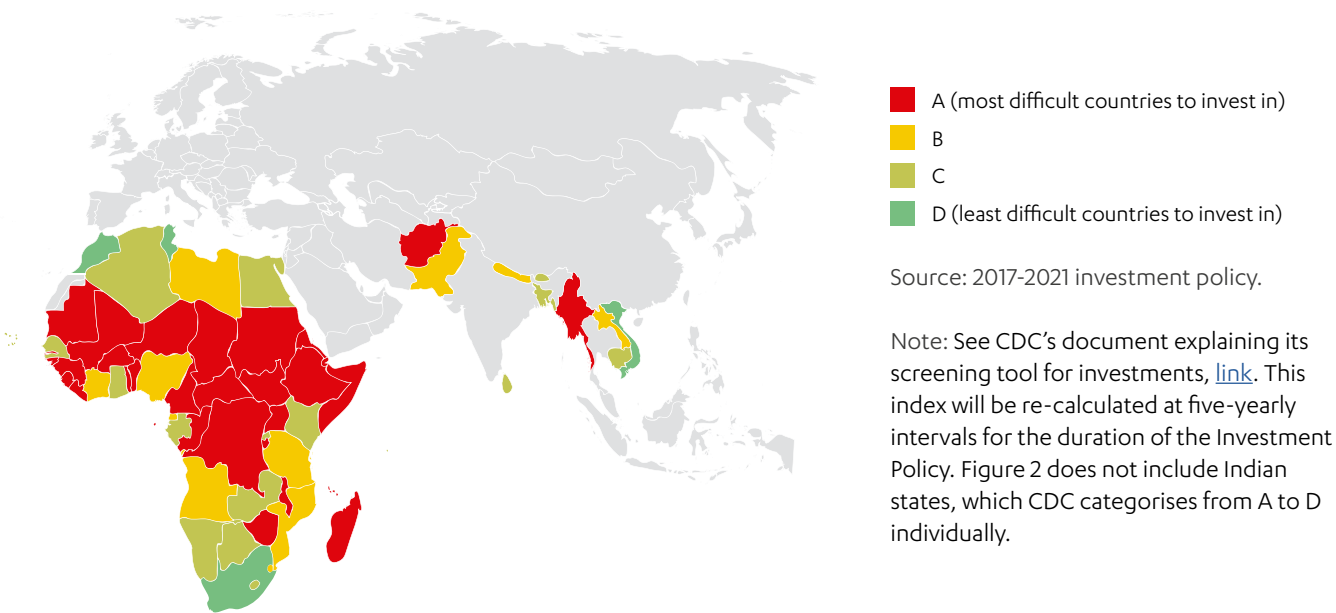 A (most difficult countries to invest in)
B
C
D (least difficult countries to invest in)
Source: 2017-2021 investment policy.
Note: See CDC’s document explaining its
screening tool for investments, link. This
index will be re-calculated at five-yearly
intervals for the duration of the Investment
Policy. Figure 2 does not include Indian
states, which CDC categorises from A to D
individually.